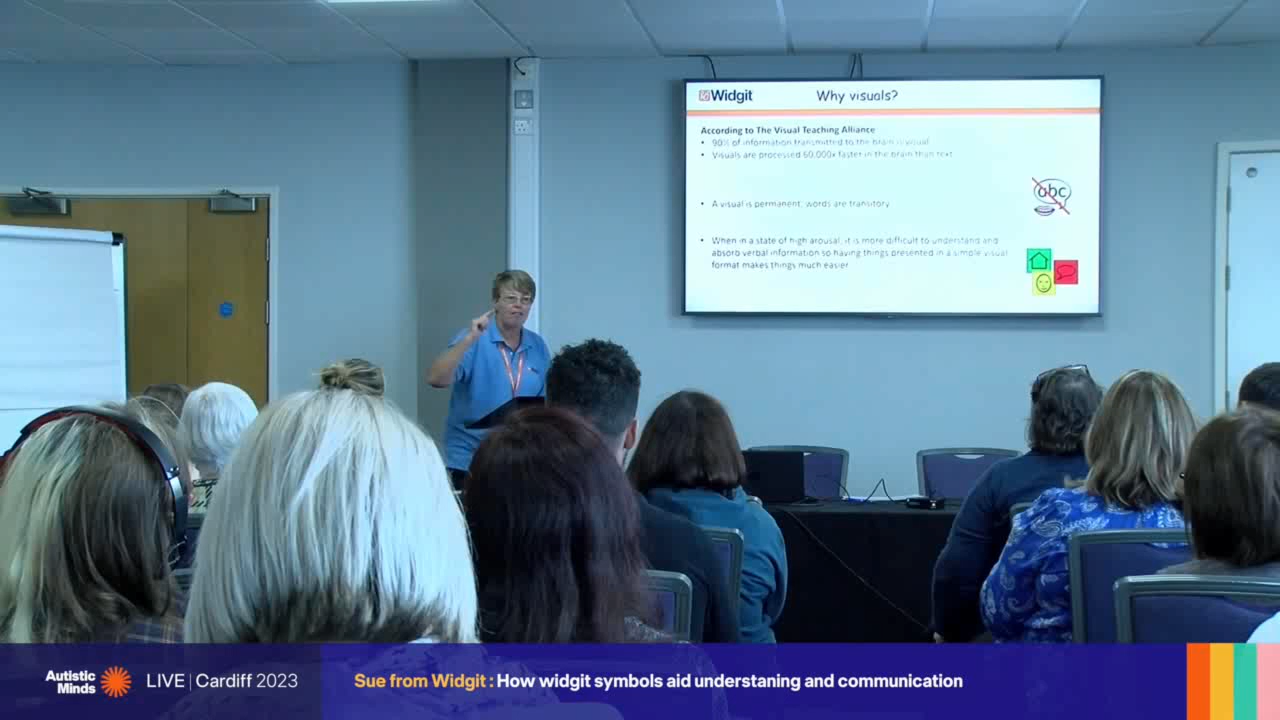 Widgit
Why visuals?
According to The Visual Teaching Alliance
• 90% of information transmitted to the brain is visual.
• Visuals are processed 60,000x faster in the brain than text.
• A visual is permanent; words are transitory.
abc
• When in a state of high arousal, it is more difficult to understand and
absorb verbal information so having things presented in a simple visual
format makes things much easier.
Autistic
Minds
LIVE | Cardiff 2023
Sue from Widgit : How widgit symbols aid understaning and communication